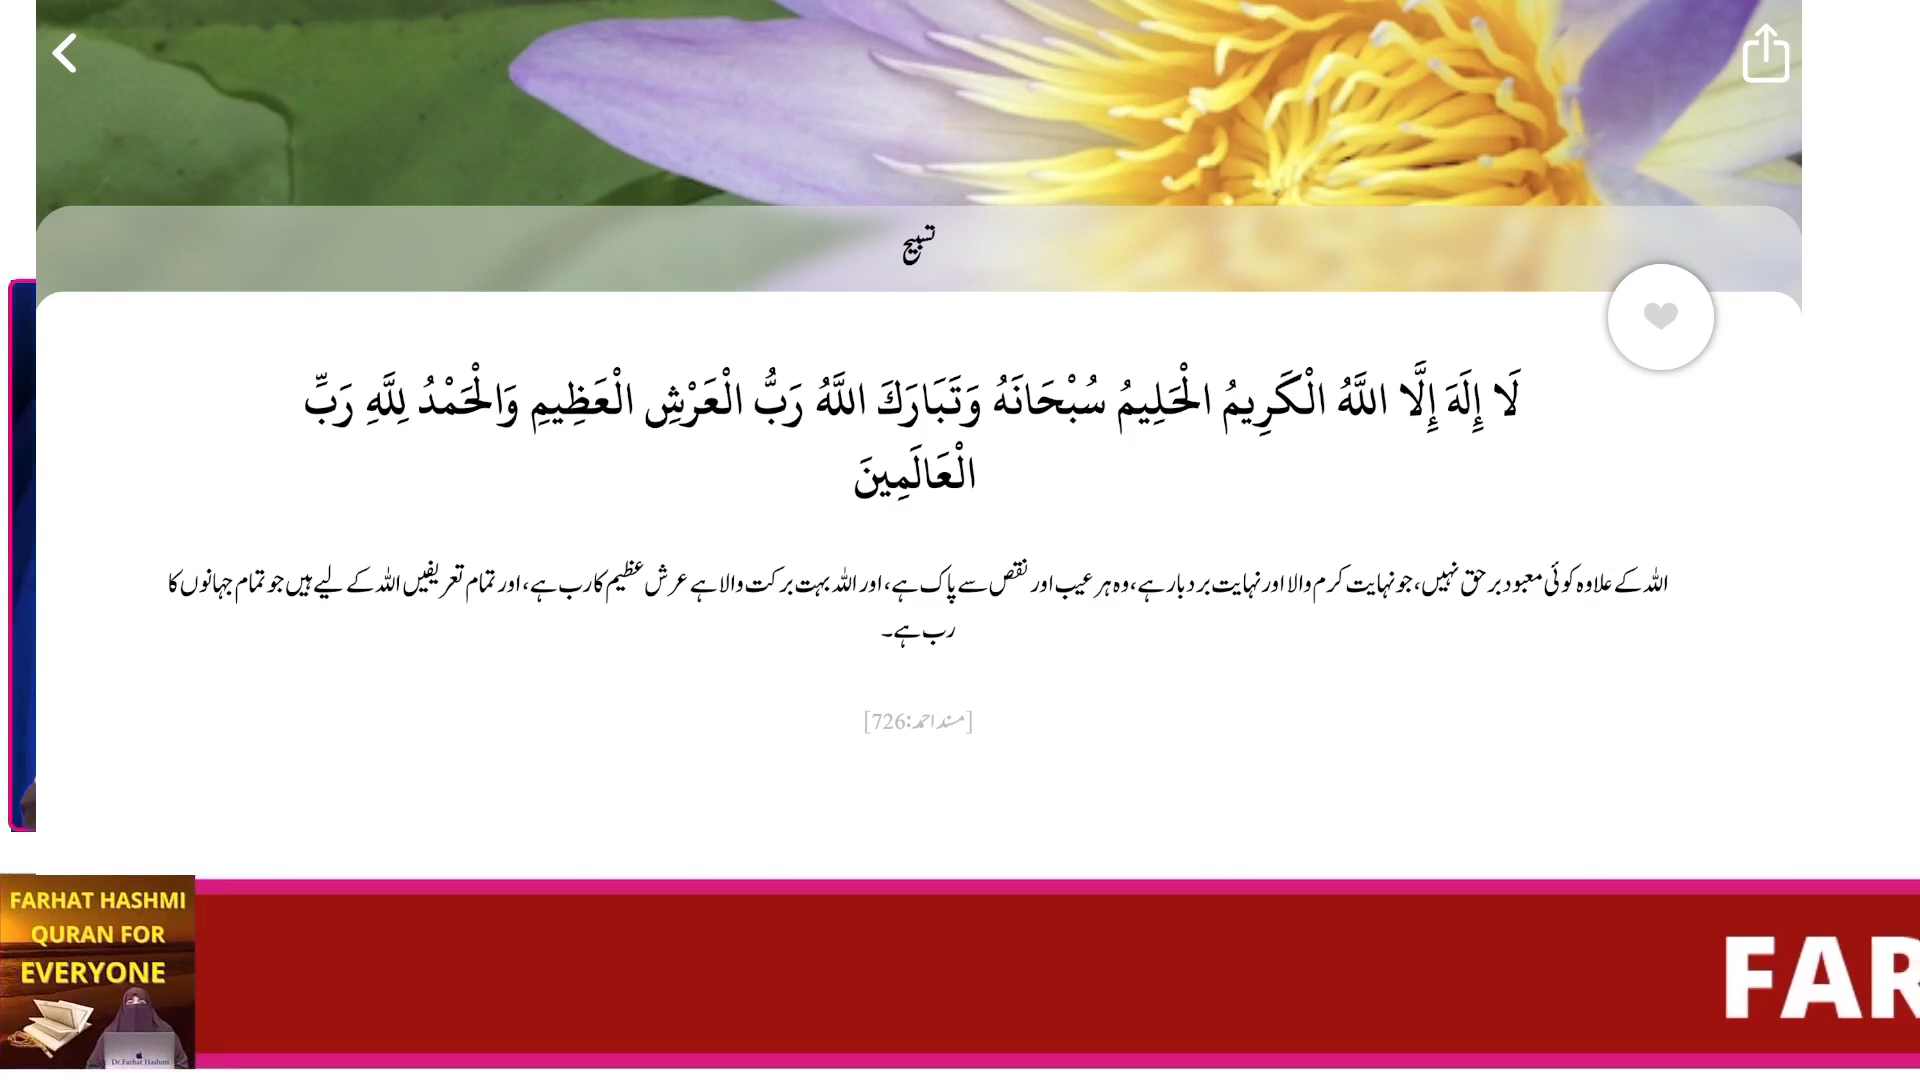 تسبیح
لَا إِلَهَ إِلَّا اللَّهُ الْكَرِيمُ الْحَلِيمُ سُبْحَانَهُ وَتَبَارَكَ اللَّهُ رَبُّ الْعَرْشِ الْعَظِيمِ وَالْحَمْدُ لِلَّهِ رَبِّ
الْعَالَمِينَ
اللہ کے علاوہ کوئی معبود برحق نہیں، جو نہایت کرم والا اور نہایت بردبار ہے، وہ ہر عیب اور نقص سے پاک ہے، اور اللہ بہت برکت والا ہے عرش عظیم کا رب ہے، اور تمام تعریفیں اللہ کے لیے ہیں جو تمام جہانوں کا
رب ہے۔
[مسند احمد:726]
FARHAT HASHMI
QURAN FOR
EVERYONE
Dr.Farhat Hashmi
FAR